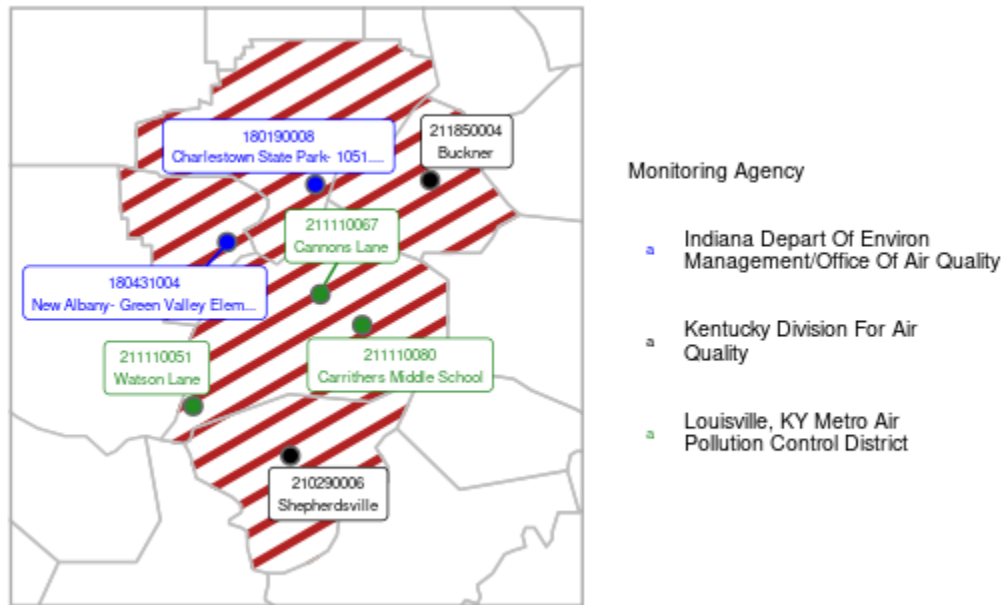 180190008
Charlestown State Park- 1051....
211850004
Buckner
211110067
Cannons Lane
180431004
New Albany- Green Valley Elem...
211110051
Watson Lane
211110080
Carrithers Middle School
210290006
Shepherdsville
Monitoring Agency
a Indiana Depart Of Environ
Management/Office Of Air Quality
a Kentucky Division For Air
Quality
a Louisville, KY Metro Air
Pollution Control District